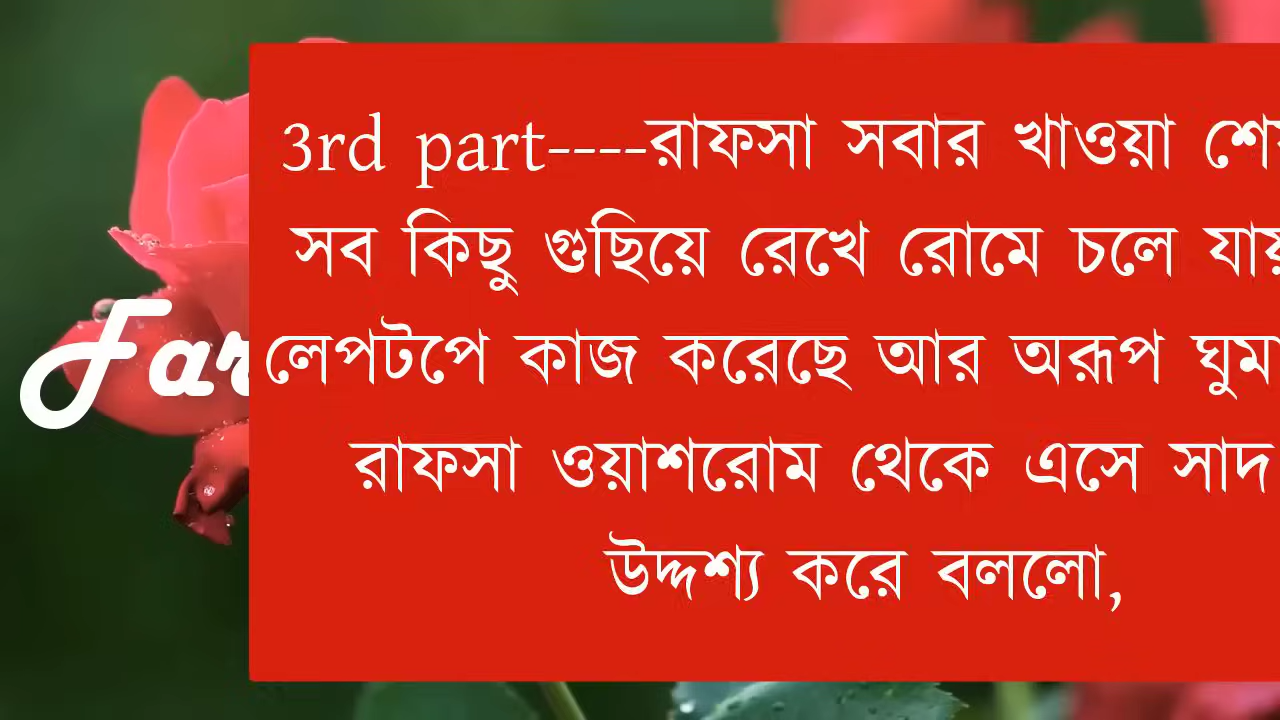 3rd part----রাফসা সবার খাওয়া
সব কিছু গুছিয়ে রেখে রোমে চলে
লেপটপে কাজ করেছে আর অরূপ
রাফসা ওয়াশরোম থেকে এসে সাদ
উদ্দশ্য করে বললো,